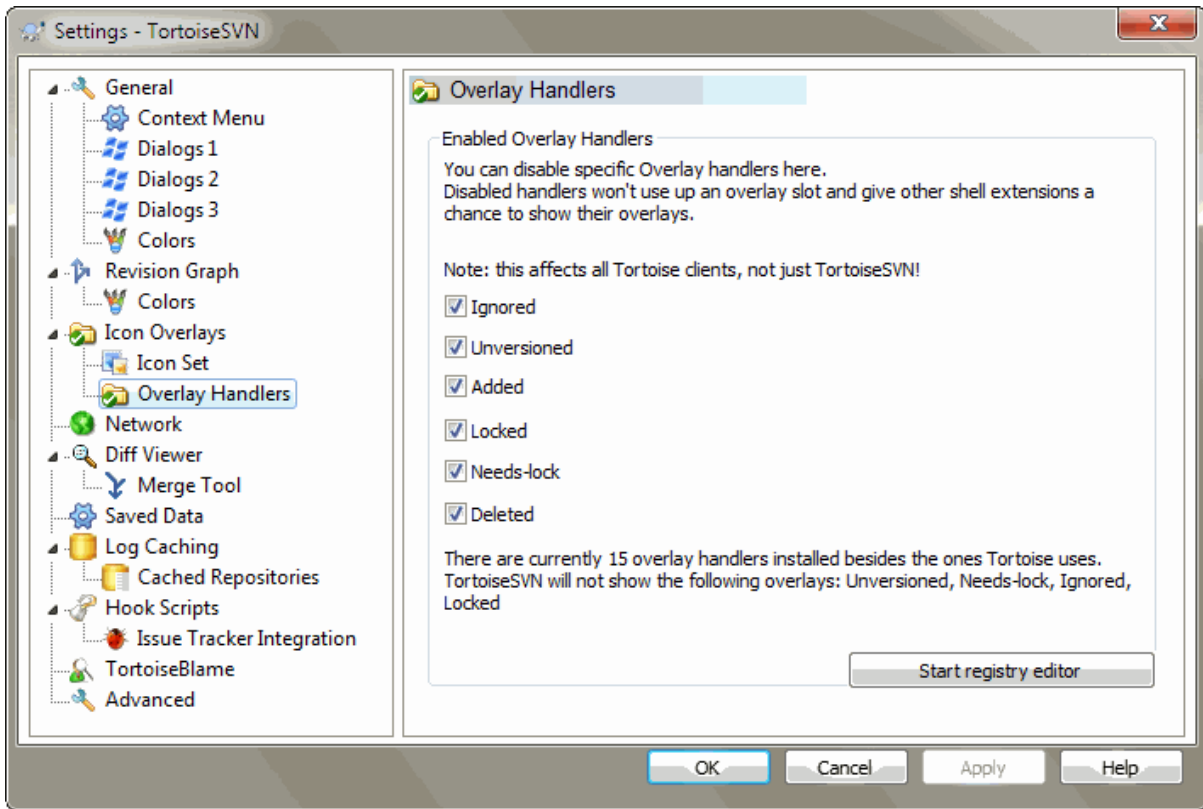 Settings - TortoiseSVN
General
Context Menu
Dialogs 1
Dialogs 2
Dialogs 3
Colors
Revision Graph
Colors
Icon Overlays
Icon Set
Overlay Handlers
Network
Diff Viewer
Merge Tool
Saved Data
Log Caching
Cached Repositories
Hook Scripts
Issue Tracker Integration
TortoiseBlame
Advanced
Overlay Handlers
Enabled Overlay Handlers
You can disable specific Overlay handlers here.
Disabled handlers won't use up an overlay slot and give other shell extensions a
chance to show their overlays.
Note: this affects all Tortoise clients, not just TortoiseSVN!
Ignored
Unversioned
Added
Locked
Needs-lock
Deleted
There are currently 15 overlay handlers installed besides the ones Tortoise uses.
TortoiseSVN will not show the following overlays: Unversioned, Needs-lock, Ignored,
Locked
Start registry editor
OK
Cancel
Apply
Help